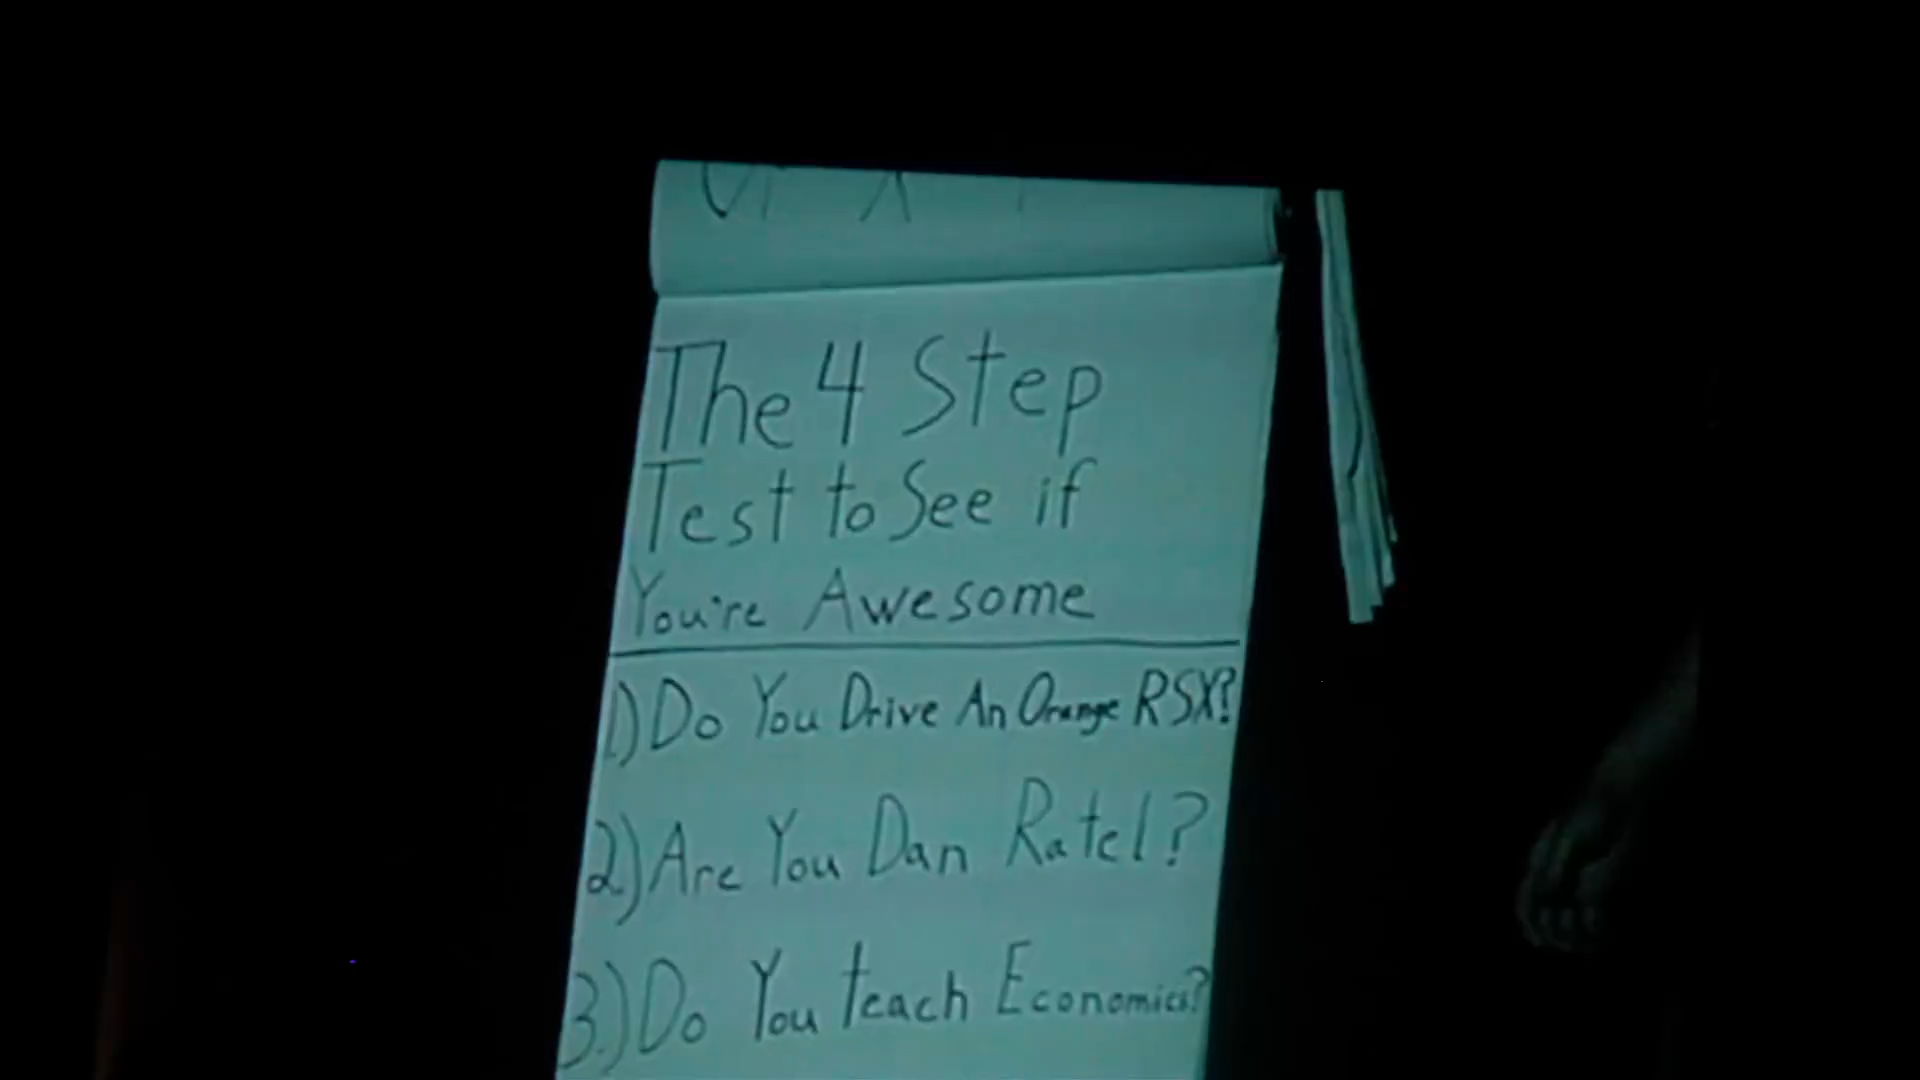 The 4 Step
Test to See if
You're Awesome
1.) Do You Drive An Orange RSX?
2.) Are You Dan Ratel?
3.) Do You teach Economics?